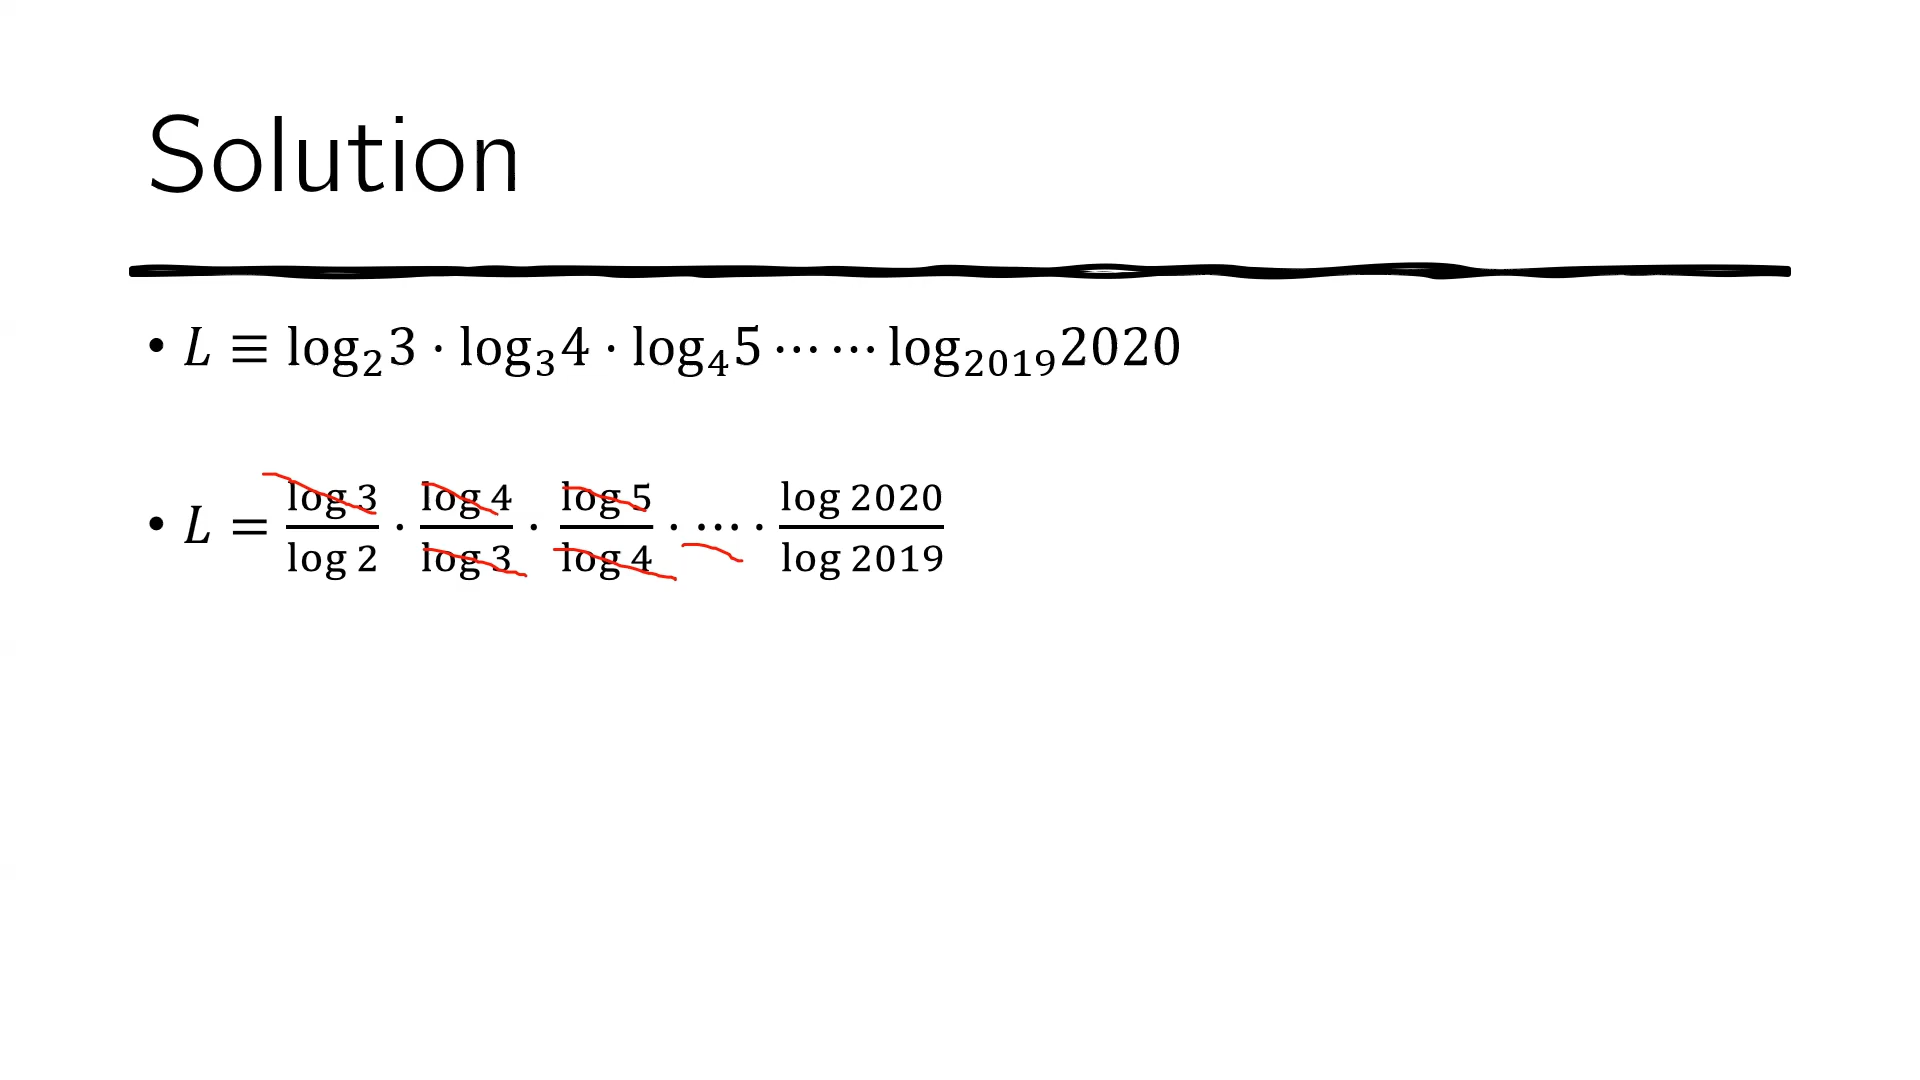 Solution
• L ≡ log₂3 · log₃4 · log₄5 ⋯ ⋯ log₂₀₁₉2020
• L = log 3/log 2 · log 4/log 3 · log 5/log 4 · ⋯ · log 2020/log 2019